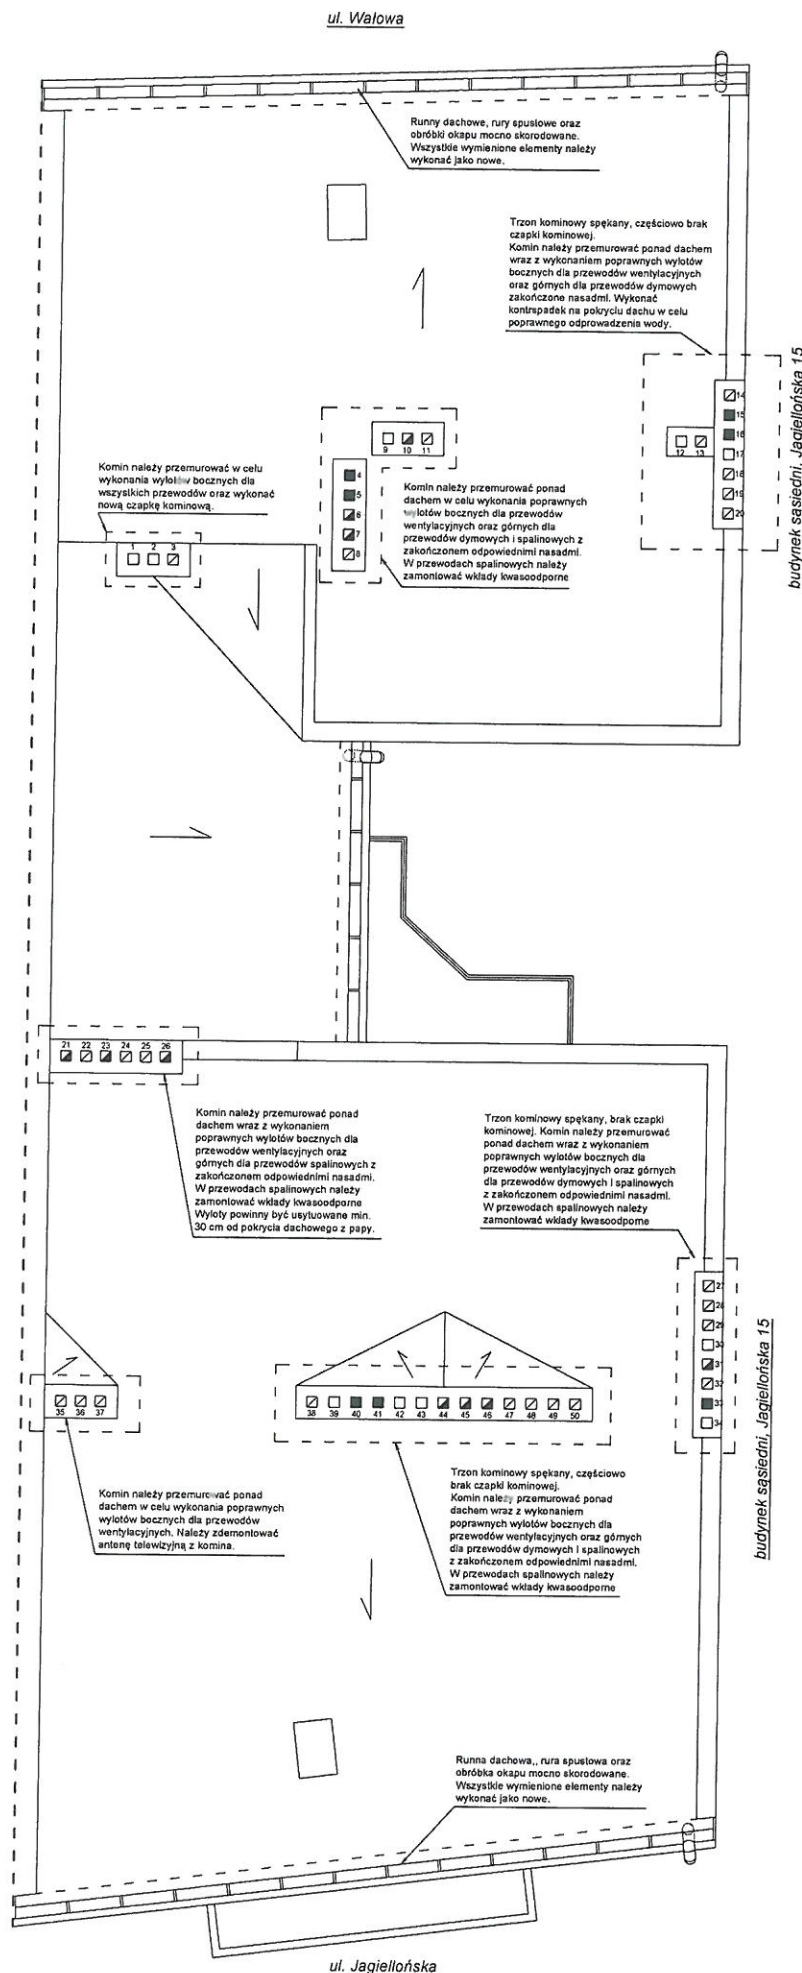 ul. Wałowa
Runny dachowe, rury spustowe oraz
obróbki okapu mocno skorodowane.
Wszystkie wymienione elementy należy
wykonać jako nowe.
Trzon kominowy spękany, częściowo brak
czapki kominowej.
Komin należy przemurować ponad dachem
wraz z wykonaniem poprawnych wylotów
bocznych dla przewodów wentylacyjnych
oraz górnych dla przewodów dymowych
zakończone nasadmi. Wykonać
kontrspadek na pokryciu dachu w celu
poprawnego odprowadzenia wody.
budynek sąsiedni, Jagiellońska 15
14
15
16
17
18
19
20
12 13
9 10 11
4
5
6
7
8
Komin należy przemurować w celu
wykonania wylotów bocznych dla
wszystkich przewodów oraz wykonać
nową czapkę kominową.
1 2 3
Komin należy przemurować ponad
dachem w celu wykonania poprawnych
wylotów bocznych dla przewodów
wentylacyjnych oraz górnych dla
przewodów dymowych i spalinowych z
zakończonem odpowiednimi nasadmi.
W przewodach spalinowych należy
zamontować wkłady kwasoodporne
21 22 23 24 25 26
Komin należy przemurować ponad
dachem wraz z wykonaniem
poprawnych wylotów bocznych dla
przewodów wentylacyjnych oraz
górnych dla przewodów spalinowych z
zakończonem odpowiednimi nasadmi.
W przewodach spalinowych należy
zamontować wkłady kwasoodporne
Wyloty powinny być usytuowane min.
30 cm od pokrycia dachowego z papy.
Trzon kominowy spękany, brak czapki
kominowej. Komin należy przemurować
ponad dachem wraz z wykonaniem
poprawnych wylotów bocznych dla
przewodów wentylacyjnych oraz górnych
dla przewodów dymowych i spalinowych
z zakończonem odpowiednimi nasadmi.
W przewodach spalinowych należy
zamontować wkłady kwasoodporne
27
28
29
30
31
32
33
34
budynek sąsiedni, Jagiellońska 15
35 36 37
38 39 40 41 42 43 44 45 46 47 48 49 50
Komin należy przemurować ponad
dachem w celu wykonania poprawnych
wylotów bocznych dla przewodów
wentylacyjnych. Należy zdemontować
antenę telewizyjną z komina.
Trzon kominowy spękany, częściowo
brak czapki kominowej.
Komin należy przemurować ponad
dachem wraz z wykonaniem
poprawnych wylotów bocznych dla
przewodów wentylacyjnych oraz górnych
dla przewodów dymowych i spalinowych
z zakończonem odpowiednimi nasadmi.
W przewodach spalinowych należy
zamontować wkłady kwasoodporne
Runna dachowa,, rura spustowa oraz
obróbka okapu mocno skorodowane.
Wszystkie wymienione elementy należy
wykonać jako nowe.
ul. Jagiellońska